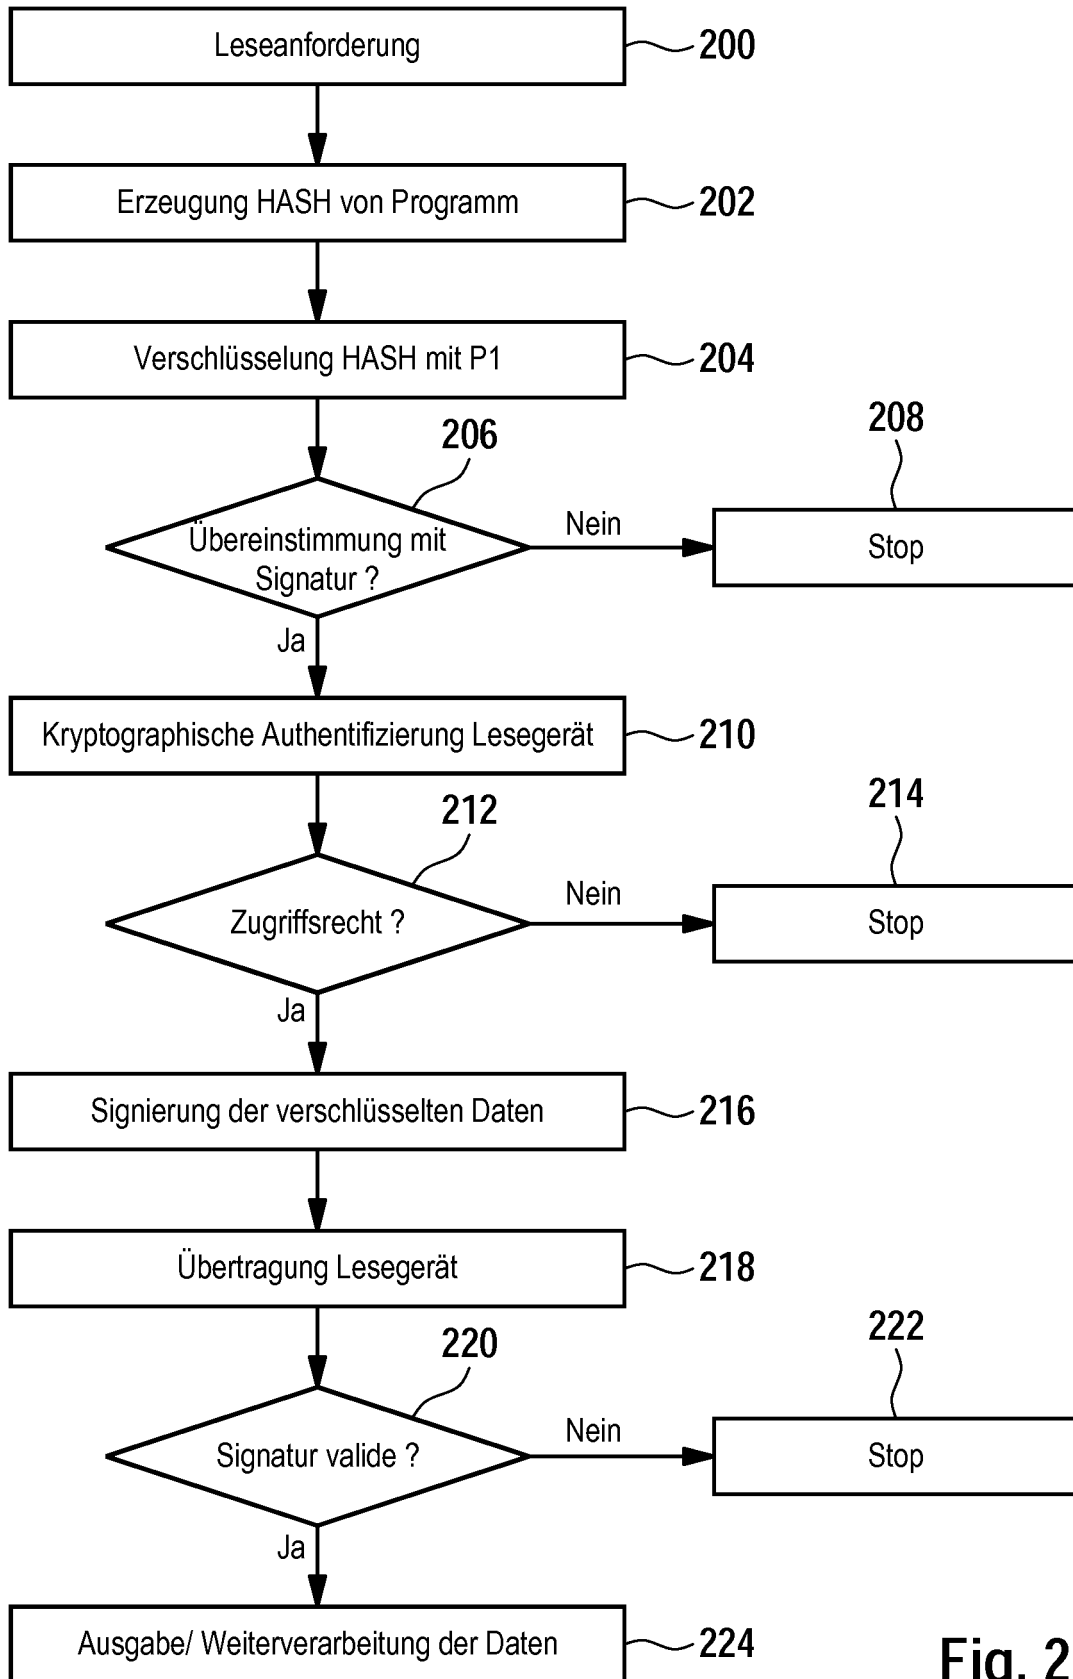 Leseanforderung
200
Erzeugung HASH von Programm
202
Verschlüsselung HASH mit P1
204
206
208
Übereinstimmung mit
Signatur ?
Nein
Stop
Ja
Kryptographische Authentifizierung Lesegerät
210
212
214
Zugriffsrecht ?
Nein
Stop
Ja
Signierung der verschlüsselten Daten
216
Übertragung Lesegerät
218
220
222
Signatur valide ?
Nein
Stop
Ja
Ausgabe/ Weiterverarbeitung der Daten
224
Fig. 2